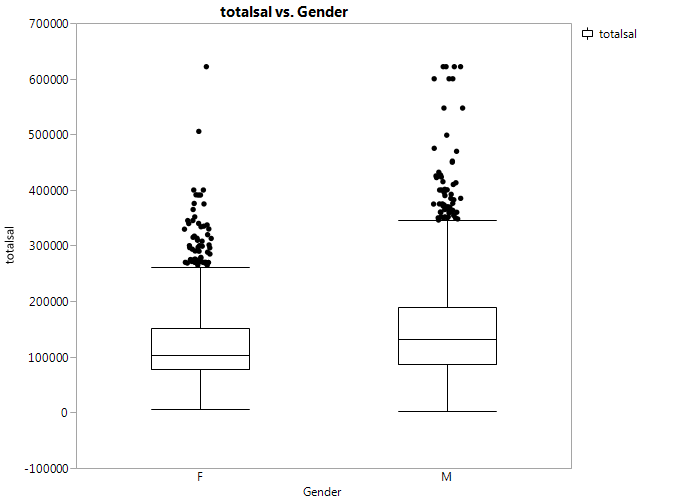 totalsal vs. Gender
700000
600000
500000
400000
300000
200000
100000
0
-100000
totalsal
F
M
Gender
totalsal